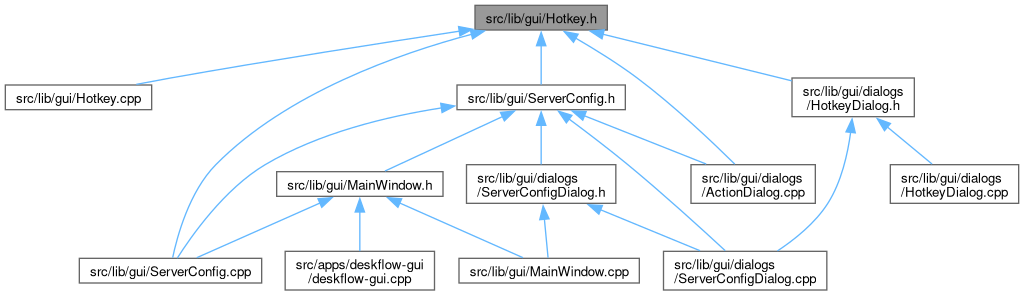 src/lib/gui/Hotkey.h
src/lib/gui/Hotkey.cpp
src/lib/gui/ServerConfig.h
src/lib/gui/dialogs
/HotkeyDialog.h
src/lib/gui/MainWindow.h
src/lib/gui/dialogs
/ServerConfigDialog.h
src/lib/gui/dialogs
/ActionDialog.cpp
src/lib/gui/dialogs
/HotkeyDialog.cpp
src/lib/gui/ServerConfig.cpp
src/apps/deskflow-gui
/deskflow-gui.cpp
src/lib/gui/MainWindow.cpp
src/lib/gui/dialogs
/ServerConfigDialog.cpp